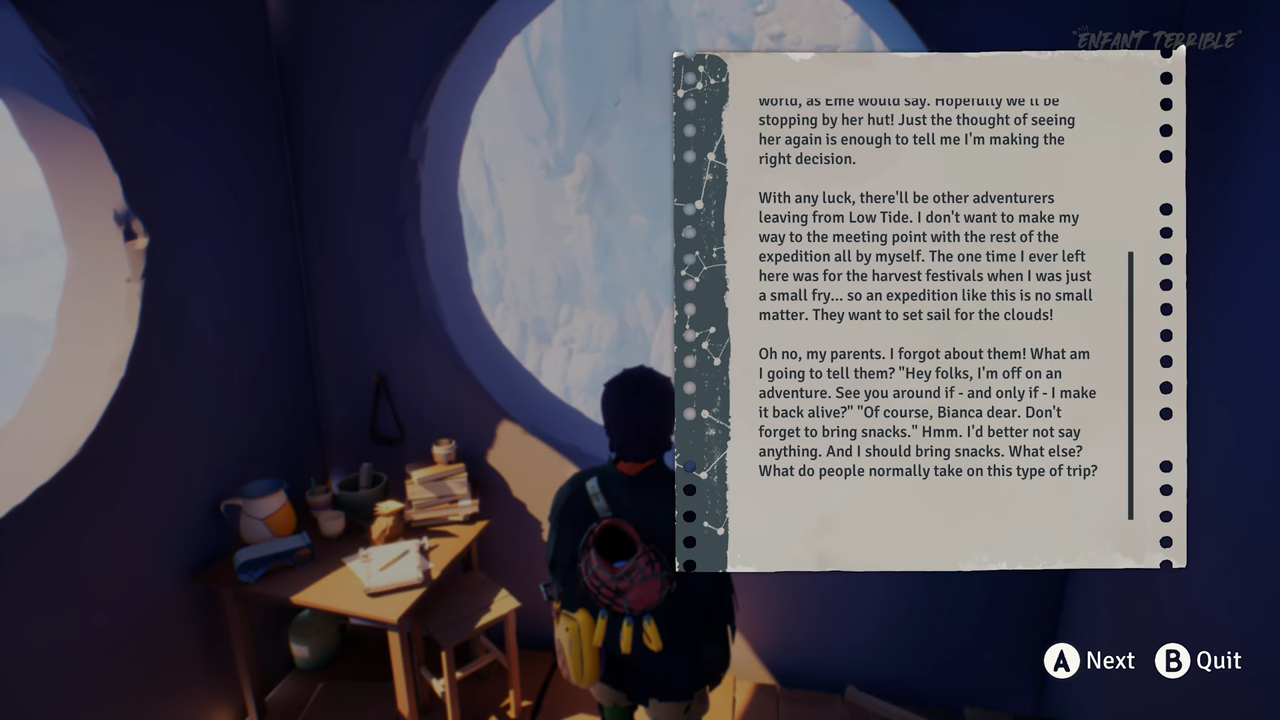 "ENFANT TERRIBLE"
world, as Eme would say. Hopefully we'll be
stopping by her hut! Just the thought of seeing
her again is enough to tell me I'm making the
right decision.
With any luck, there'll be other adventurers
leaving from Low Tide. I don't want to make my
way to the meeting point with the rest of the
expedition all by myself. The one time I ever left
here was for the harvest festivals when I was just
a small fry... so an expedition like this is no small
matter. They want to set sail for the clouds!
Oh no, my parents. I forgot about them! What am
I going to tell them? "Hey folks, I'm off on an
adventure. See you around if - and only if - I make
it back alive?" "Of course, Bianca dear. Don't
forget to bring snacks." Hmm. I'd better not say
anything. And I should bring snacks. What else?
What do people normally take on this type of trip?
A Next B Quit